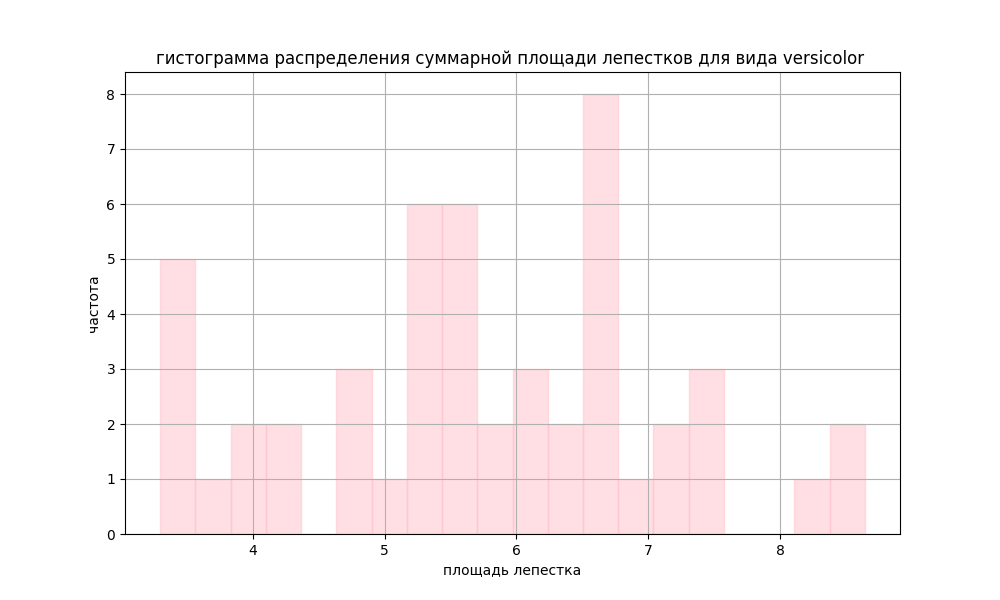 гистограмма распределения суммарной площади лепестков для вида versicolor
8
7
6
5
4
3
2
1
0
частота
4 5 6 7 8
площадь лепестка